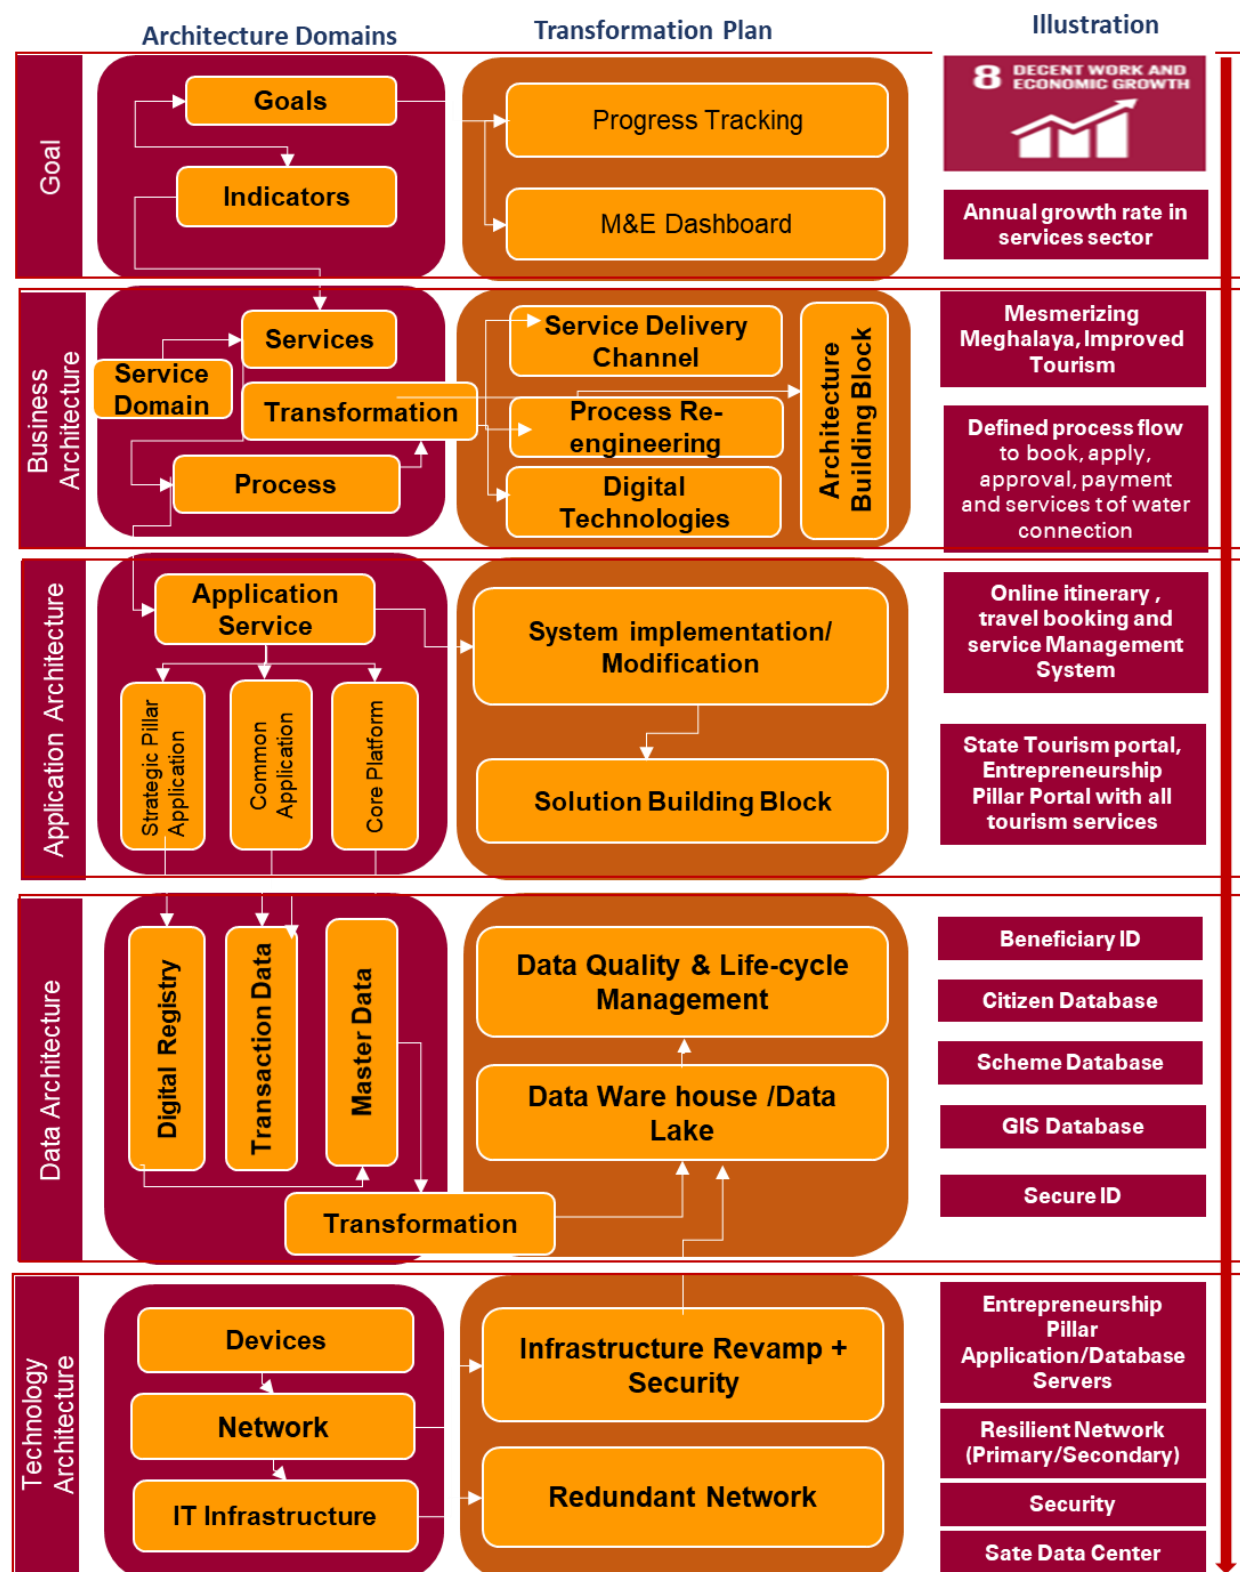 Architecture Domains
Transformation Plan
Illustration
Goal
Goals
Indicators
Progress Tracking
M&E Dashboard
8 DECENT WORK AND
ECONOMIC GROWTH
Annual growth rate in
services sector
Business
Architecture
Services
Service
Domain
Transformation
Process
Service Delivery
Channel
Process Re-
engineering
Digital
Technologies
Architecture
Building Block
Mesmerizing
Meghalaya, Improved
Tourism
Defined process flow
to book, apply,
approval, payment
and services t of water
connection
Application Architecture
Application
Service
Strategic Pillar
Application
Common
Application
Core Platform
System implementation/
Modification
Solution Building Block
Online itinerary ,
travel booking and
service Management
System
State Tourism portal,
Entrepreneurship
Pillar Portal with all
tourism services
Data Architecture
Digital Registry
Transaction Data
Master Data
Transformation
Data Quality & Life-cycle
Management
Data Ware house /Data
Lake
Beneficiary ID
Citizen Database
Scheme Database
GIS Database
Secure ID
Technology
Architecture
Devices
Network
IT Infrastructure
Infrastructure Revamp +
Security
Redundant Network
Entrepreneurship
Pillar
Application/Database
Servers
Resilient Network
(Primary/Secondary)
Security
Sate Data Center